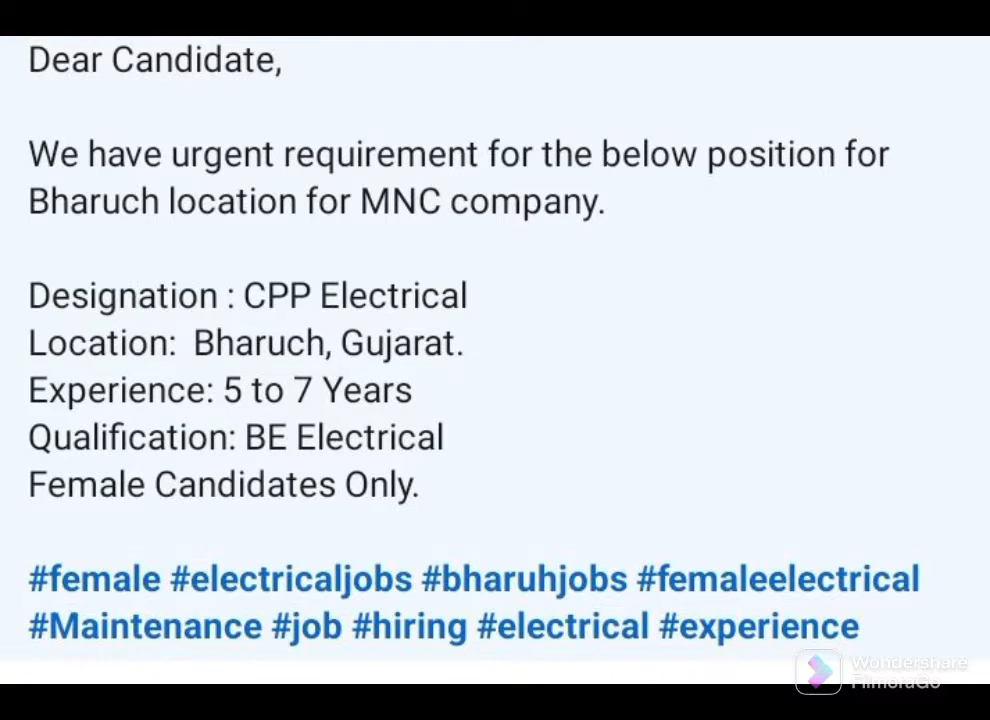 Dear Candidate,
We have urgent requirement for the below position for
Bharuch location for MNC company.
Designation : CPP Electrical
Location:  Bharuch, Gujarat.
Experience: 5 to 7 Years
Qualification: BE Electrical
Female Candidates Only.
#female #electricaljobs #bharuhjobs #femaleelectrical
#Maintenance #job #hiring #electrical #experience
Wondershare
FilmoraGo